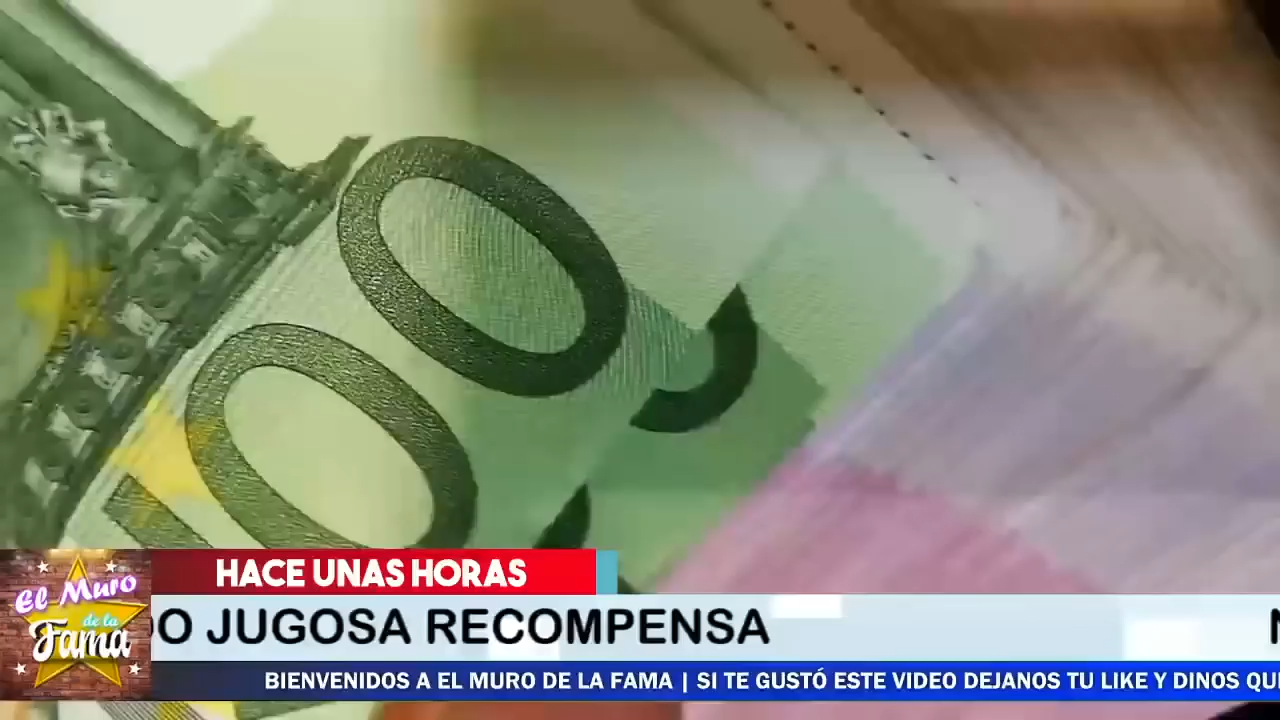 100
HACE UNAS HORAS
O JUGOSA RECOMPENSA
El Muro
de la
Fama
BIENVENIDOS A EL MURO DE LA FAMA | SI TE GUSTÓ ESTE VIDEO DEJANOS TU LIKE Y DINOS